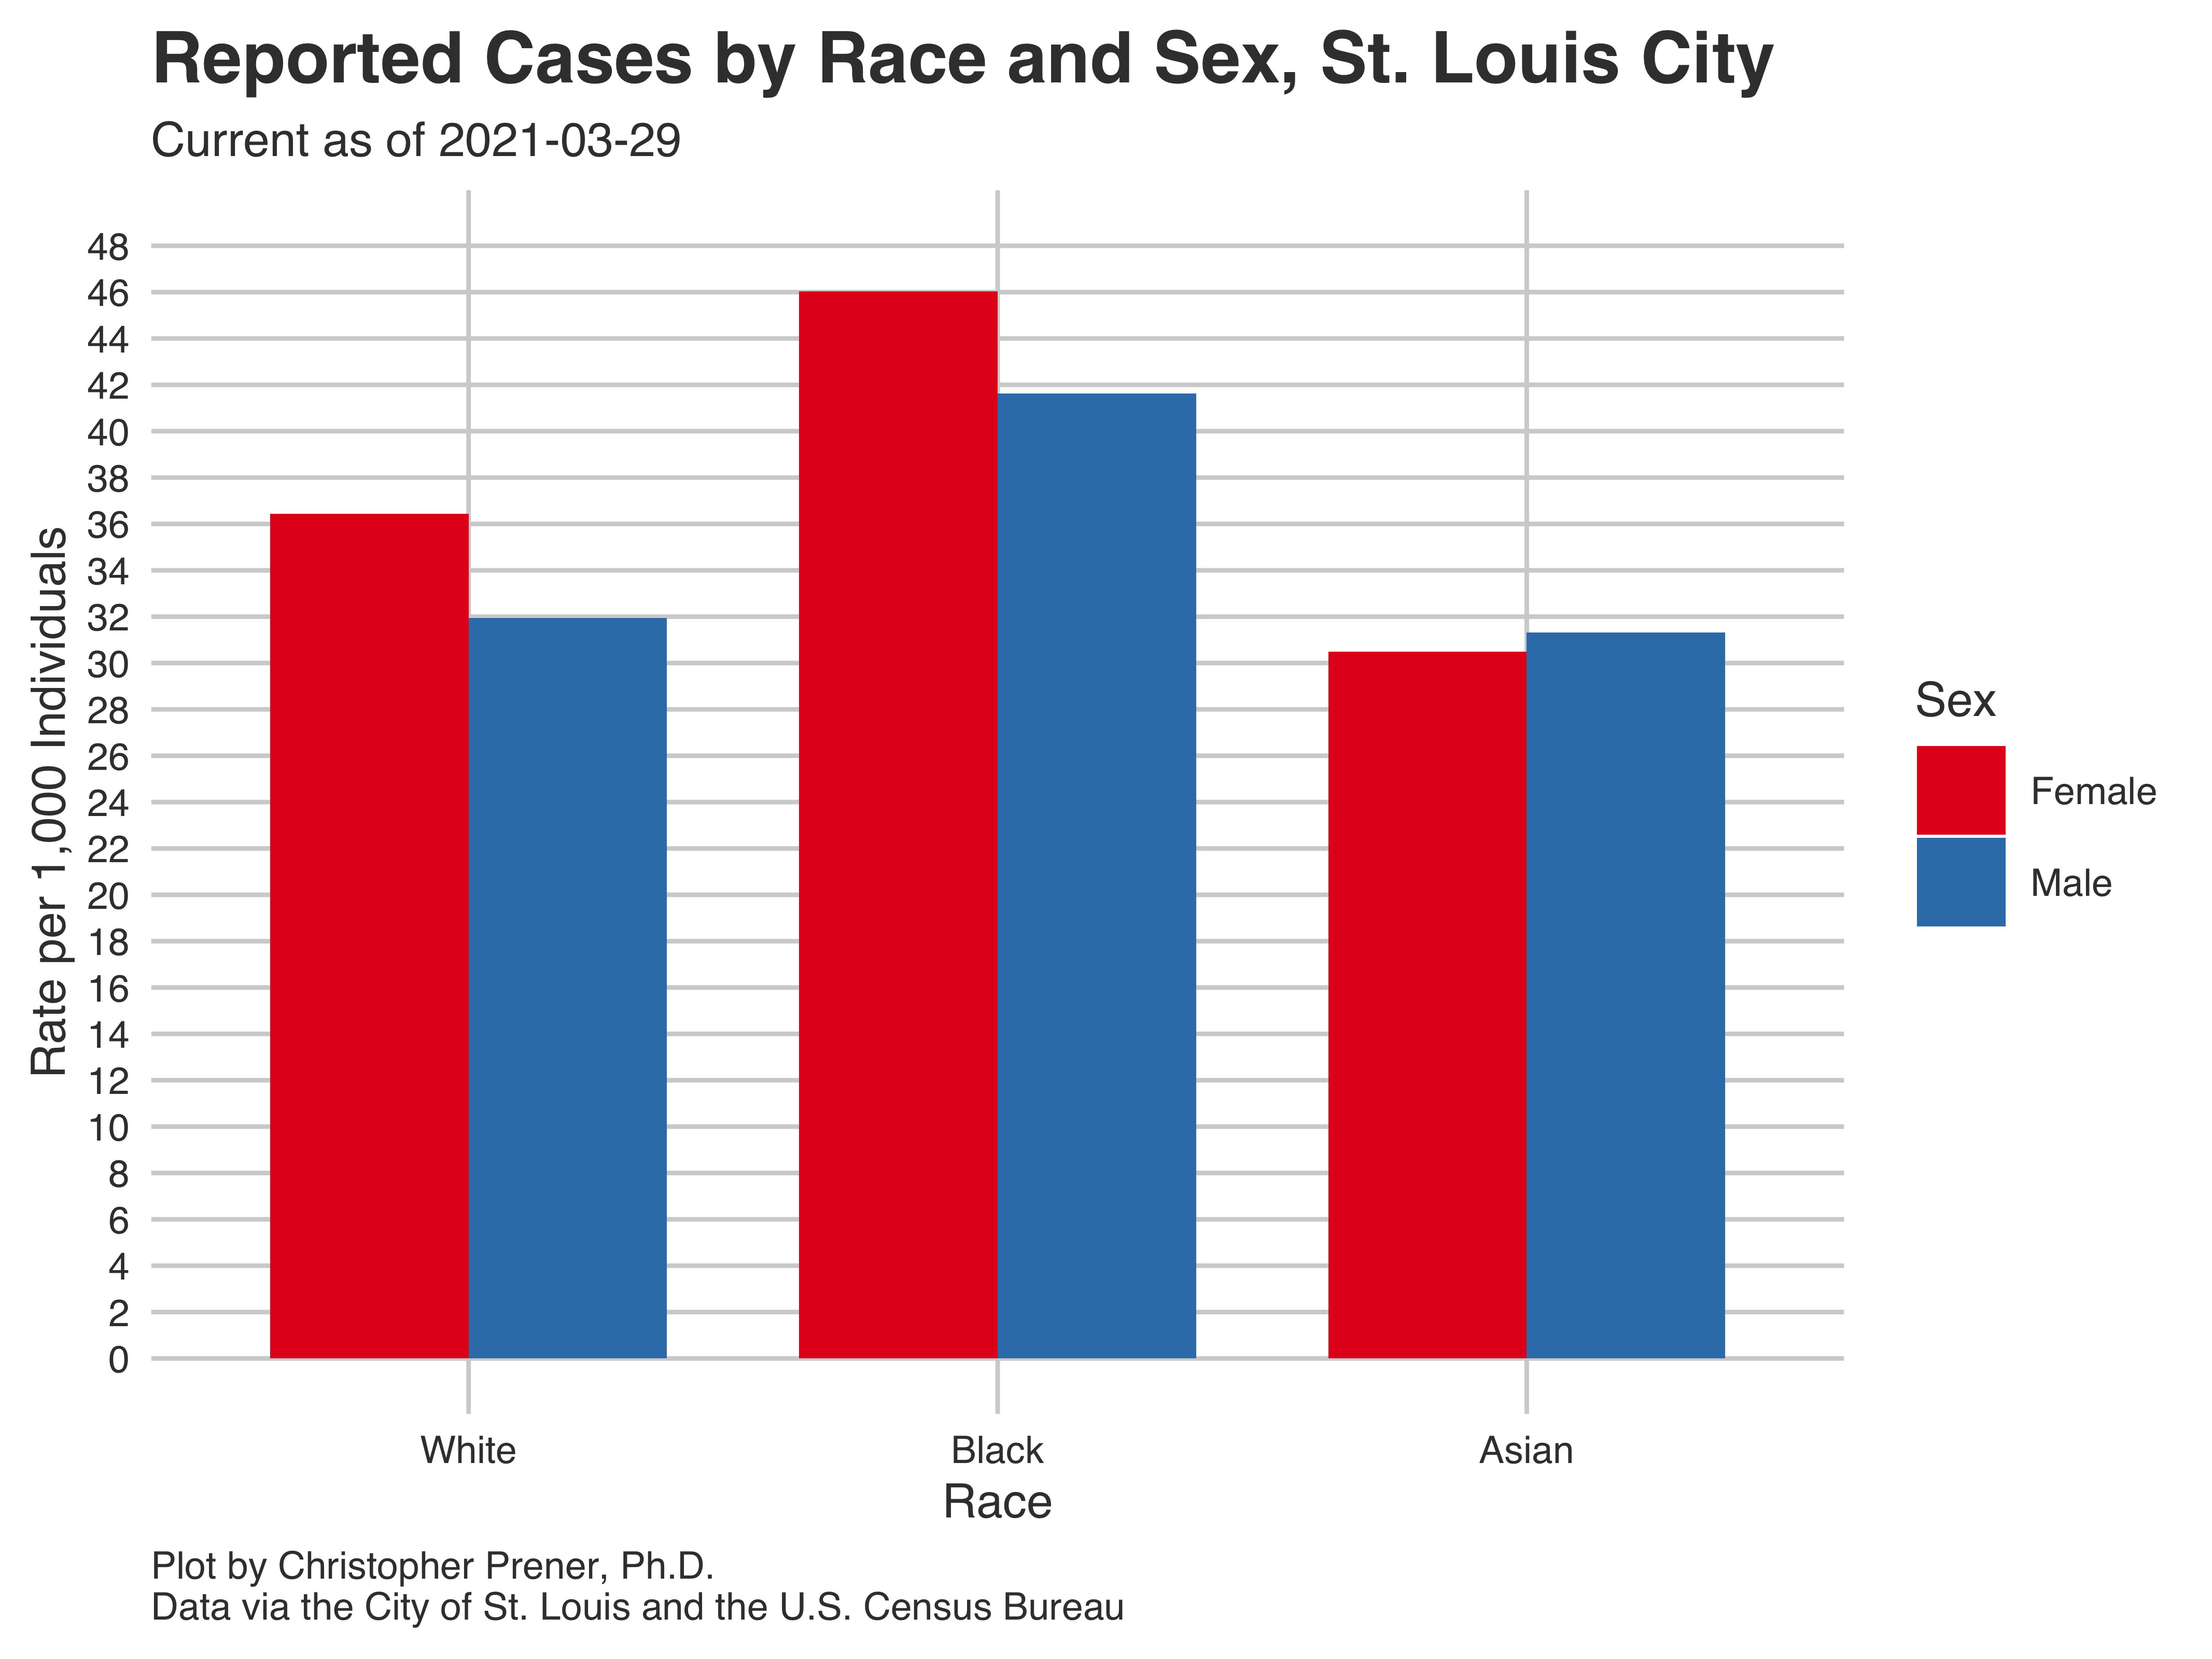 Reported Cases by Race and Sex, St. Louis City
Current as of 2021-03-29
48
46
44
42
40
38
36
34
32
30
28
26
24
22
20
18
16
14
12
10
8
6
4
2
0
Rate per 1,000 Individuals
White Black Asian
Race
Sex
Female
Male
Plot by Christopher Prener, Ph.D.
Data via the City of St. Louis and the U.S. Census Bureau